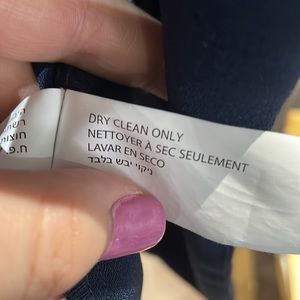 DRY CLEAN ONLY
NETTOYER À SEC SEULEMENT
LAVAR EN SECO
ניקוי יבש בלבד